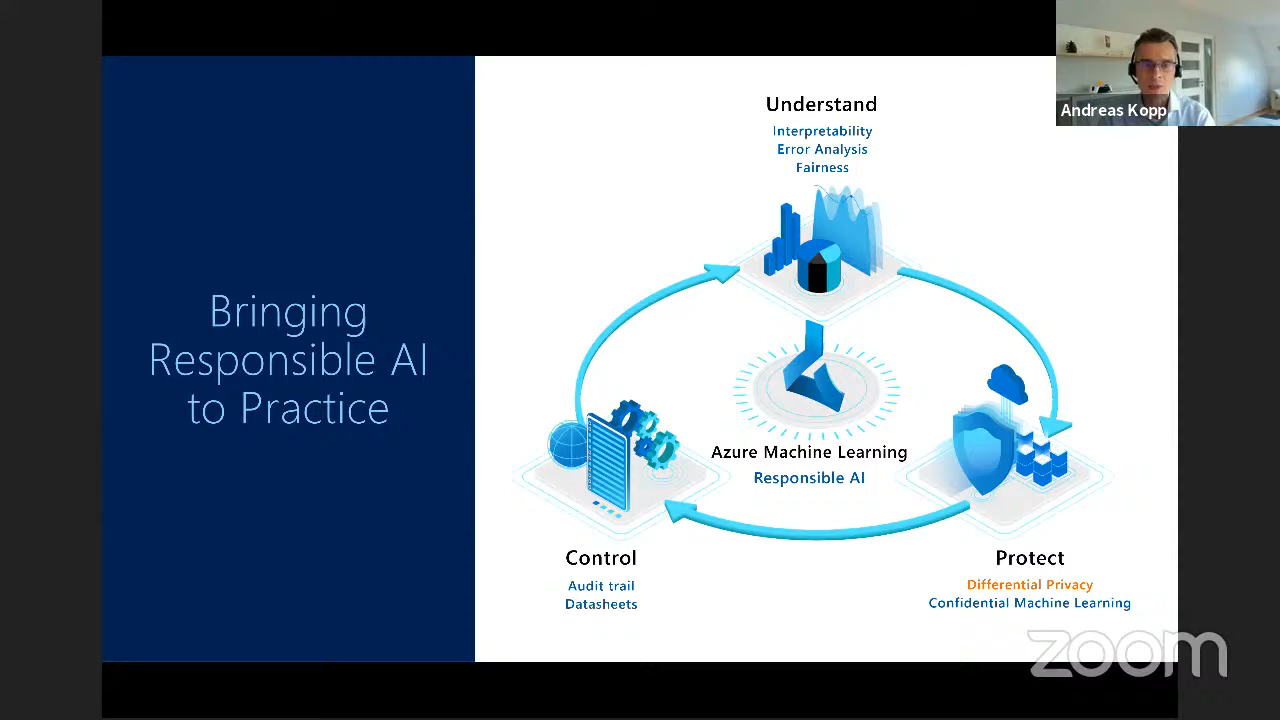 Bringing
Responsible AI
to Practice
Understand
Interpretability
Error Analysis
Fairness
Azure Machine Learning
Responsible AI
Control
Audit trail
Datasheets
Protect
Differential Privacy
Confidential Machine Learning
Andreas Kopp
zoom